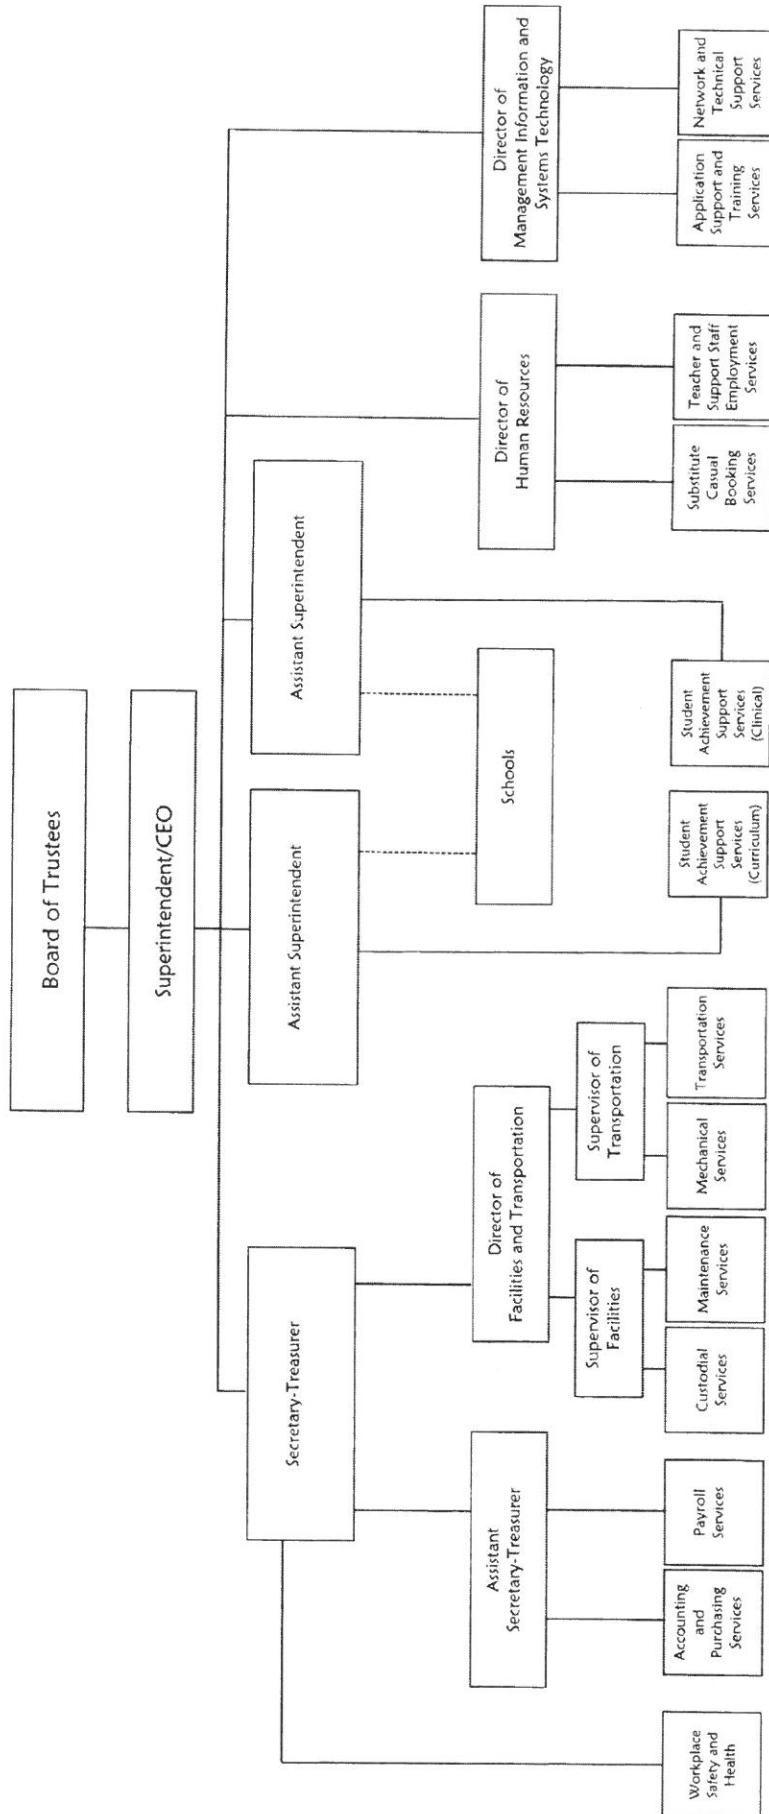 Board of Trustees
Superintendent/CEO
Secretary-Treasurer
Assistant Superintendent
Assistant Superintendent
Assistant
Secretary-Treasurer
Director of
Facilities and Transportation
Schools
Director of
Human Resources
Director of
Management Information and
Systems Technology
Supervisor of
Facilities
Supervisor of
Transportation
Workplace
Safety and
Health
Accounting
and
Purchasing
Services
Payroll
Services
Custodial
Services
Maintenance
Services
Mechanical
Services
Transportation
Services
Student
Achievement
Support
Services
(Curriculum)
Student
Achievement
Support
Services
(Clinical)
Substitute
Casual
Booking
Services
Teacher and
Support Staff
Employment
Services
Application
Support and
Training
Services
Network and
Technical
Support
Services